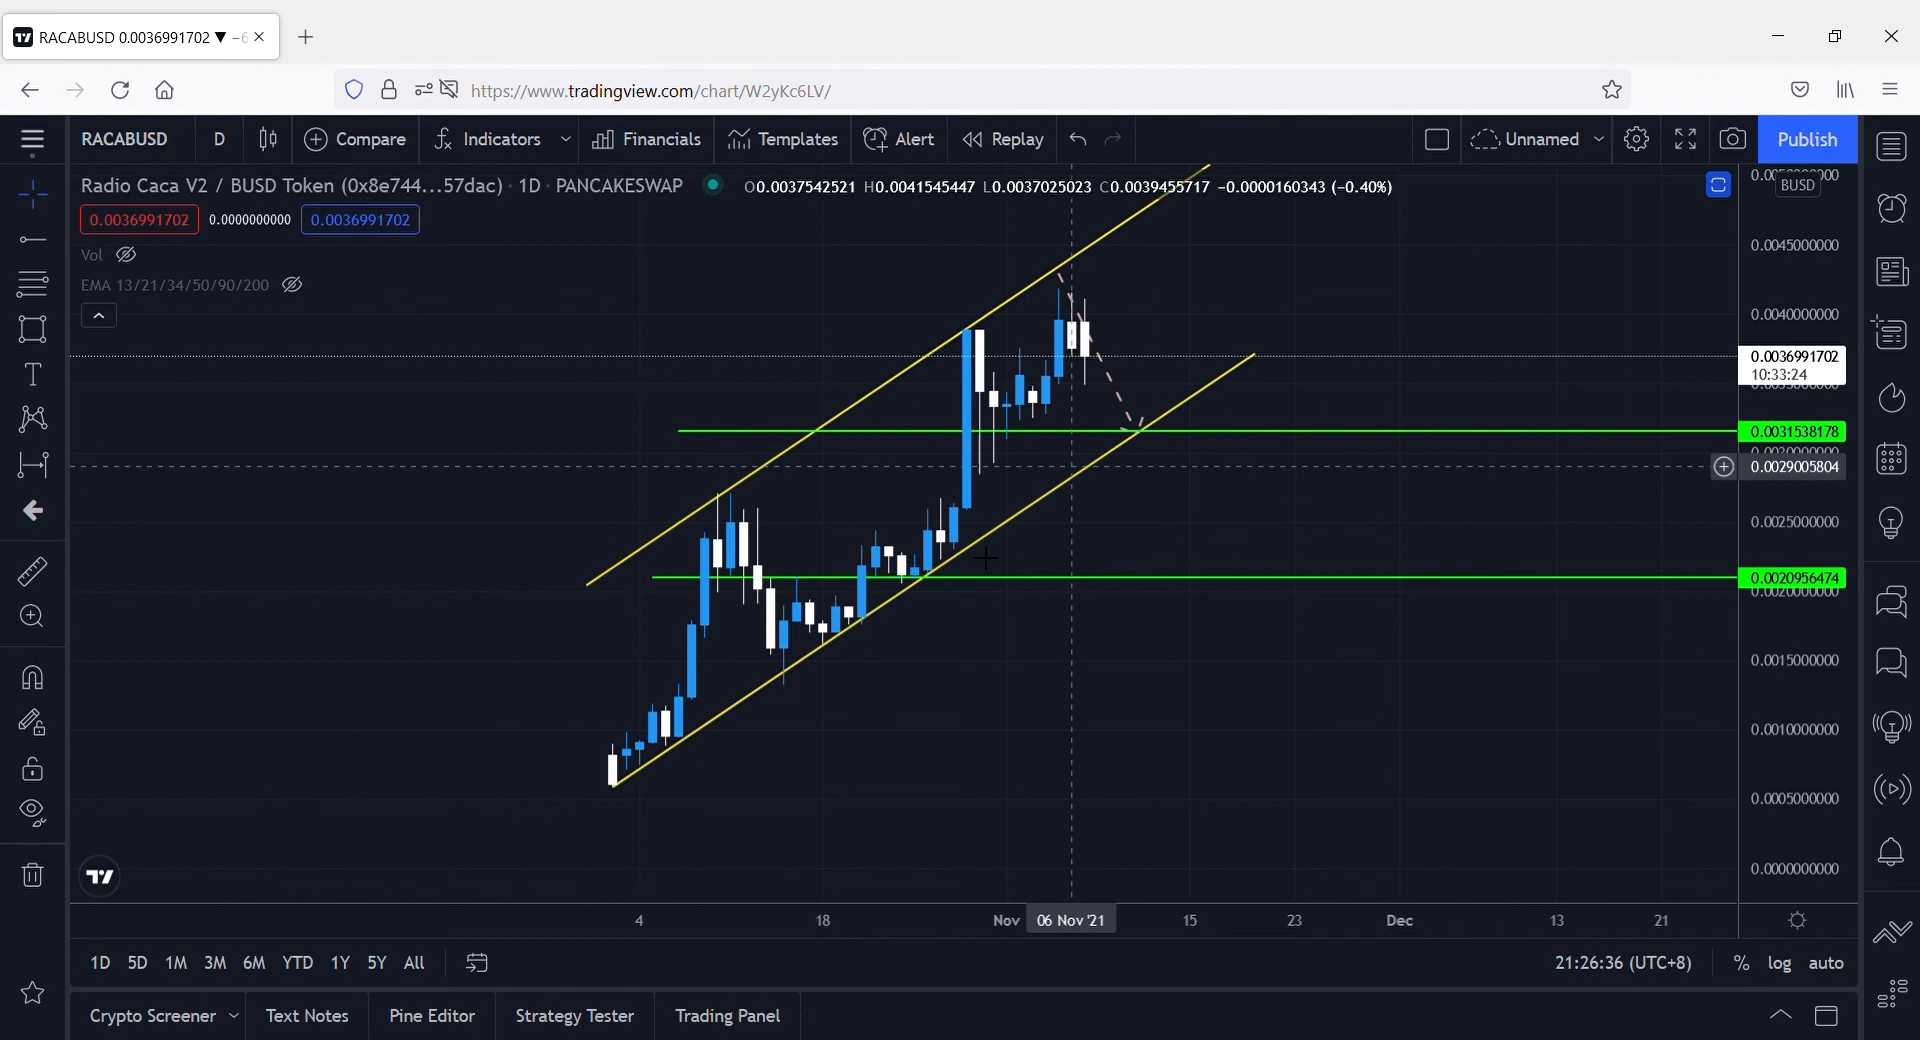 RACABUSD 0.0036991702 ▼ −6
https://www.tradingview.com/chart/W2yKc6LV/
RACABUSD D Compare Indicators Financials Templates Alert Replay Unnamed Publish
Radio Caca V2 / BUSD Token (0x8e744...57dac) · 1D · PANCAKESWAP O0.0037542521 H0.0041545447 L0.0037025023 C0.0039455717 −0.0000160343 (−0.40%)
BUSD
0.0036991702 0.0000000000 0.0036991702
Vol
EMA 13/21/34/50/90/200
0.0045000000
0.0040000000
0.0036991702
10:33:24
0.0031538178
0.0029005804
0.0025000000
0.0020956474
0.0020000000
0.0015000000
0.0010000000
0.0005000000
0.0000000000
4 18 Nov 06 Nov '21 15 23 Dec 13 21
1D 5D 1M 3M 6M YTD 1Y 5Y All 21:26:36 (UTC+8) % log auto
Crypto Screener Text Notes Pine Editor Strategy Tester Trading Panel